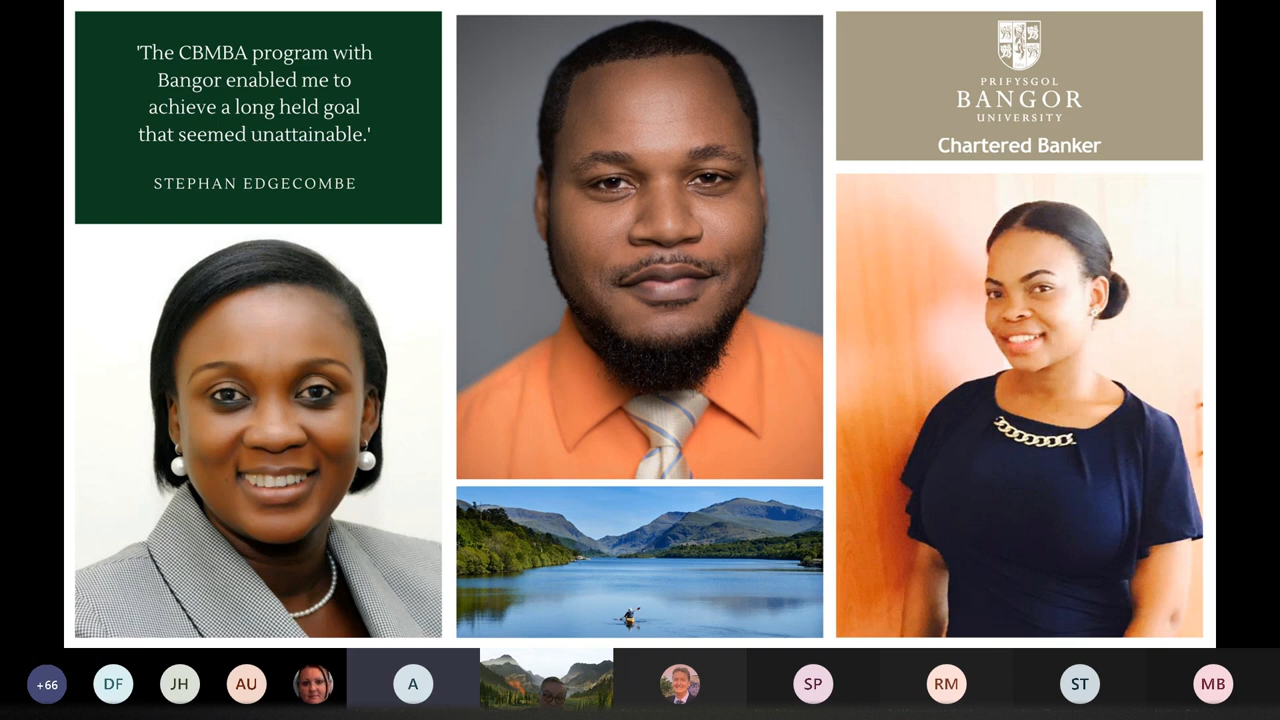 'The CBMBA program with
Bangor enabled me to
achieve a long held goal
that seemed unattainable.'
STEPHAN EDGECOMBE
PRIFYSGOL
BANGOR
UNIVERSITY
Chartered Banker
+66
DF
JH
AU
A
SP
RM
ST
MB